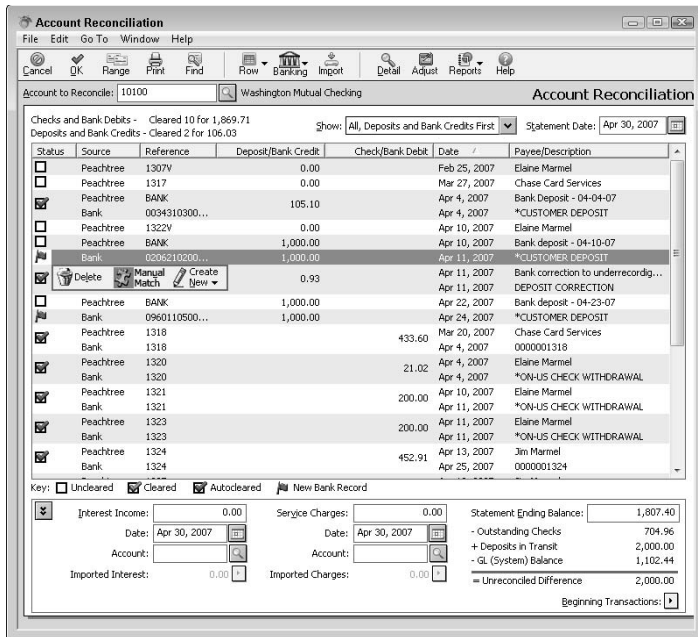 Account Reconciliation
File Edit Go To Window Help
Cancel OK Range Print Find Row Banking Import Detail Adjust Reports Help
Account to Reconcile: 10100 Washington Mutual Checking Account Reconciliation
Checks and Bank Debits - Cleared 10 for 1,869.71
Deposits and Bank Credits - Cleared 2 for 106.03
Show: All, Deposits and Bank Credits First Statement Date: Apr 30, 2007
Status Source Reference Deposit/Bank Credit Check/Bank Debit Date / Payee/Description
Peachtree 1307V 0.00 Feb 25, 2007 Elaine Marmel
Peachtree 1317 0.00 Mar 27, 2007 Chase Card Services
Peachtree BANK 105.10 Apr 4, 2007 Bank Deposit - 04-04-07
Bank 0034310300... Apr 4, 2007 *CUSTOMER DEPOSIT
Peachtree 1322V 0.00 Apr 10, 2007 Elaine Marmel
Peachtree BANK 1,000.00 Apr 10, 2007 Bank deposit - 04-10-07
Bank 0206210200... 1,000.00 Apr 11, 2007 *CUSTOMER DEPOSIT
Delete Manual Match Create New 0.93 Apr 11, 2007 Bank correction to underrecordig...
Apr 11, 2007 DEPOSIT CORRECTION
Peachtree BANK 1,000.00 Apr 22, 2007 Bank deposit - 04-23-07
Bank 0960110500... 1,000.00 Apr 24, 2007 *CUSTOMER DEPOSIT
Peachtree 1318 433.60 Mar 20, 2007 Chase Card Services
Bank 1318 Apr 4, 2007 0000001318
Peachtree 1320 21.02 Apr 4, 2007 Elaine Marmel
Bank 1320 Apr 4, 2007 *ON-US CHECK WITHDRAWAL
Peachtree 1321 200.00 Apr 10, 2007 Elaine Marmel
Bank 1321 Apr 11, 2007 *ON-US CHECK WITHDRAWAL
Peachtree 1323 200.00 Apr 11, 2007 Elaine Marmel
Bank 1323 Apr 11, 2007 *ON-US CHECK WITHDRAWAL
Peachtree 1324 452.91 Apr 13, 2007 Jim Marmel
Bank 1324 Apr 25, 2007 0000001324
Key: Uncleared Cleared Autocleared New Bank Record
Interest Income: 0.00 Service Charges: 0.00 Statement Ending Balance: 1,807.40
Date: Apr 30, 2007 Date: Apr 30, 2007 - Outstanding Checks 704.96
+ Deposits in Transit 2,000.00
Account: Account: - GL (System) Balance 1,102.44
Imported Interest: 0.00 Imported Charges: 0.00 = Unreconciled Difference 2,000.00
Beginning Transactions: